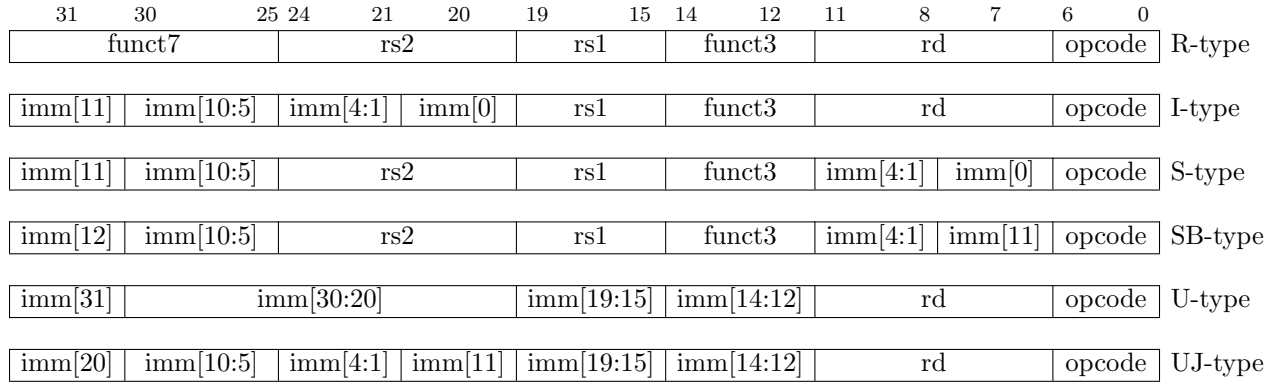 31 30 25 24 21 20 19 15 14 12 11 8 7 6 0
funct7 rs2 rs1 funct3 rd opcode R-type
imm[11] imm[10:5] imm[4:1] imm[0] rs1 funct3 rd opcode I-type
imm[11] imm[10:5] rs2 rs1 funct3 imm[4:1] imm[0] opcode S-type
imm[12] imm[10:5] rs2 rs1 funct3 imm[4:1] imm[11] opcode SB-type
imm[31] imm[30:20] imm[19:15] imm[14:12] rd opcode U-type
imm[20] imm[10:5] imm[4:1] imm[11] imm[19:15] imm[14:12] rd opcode UJ-type